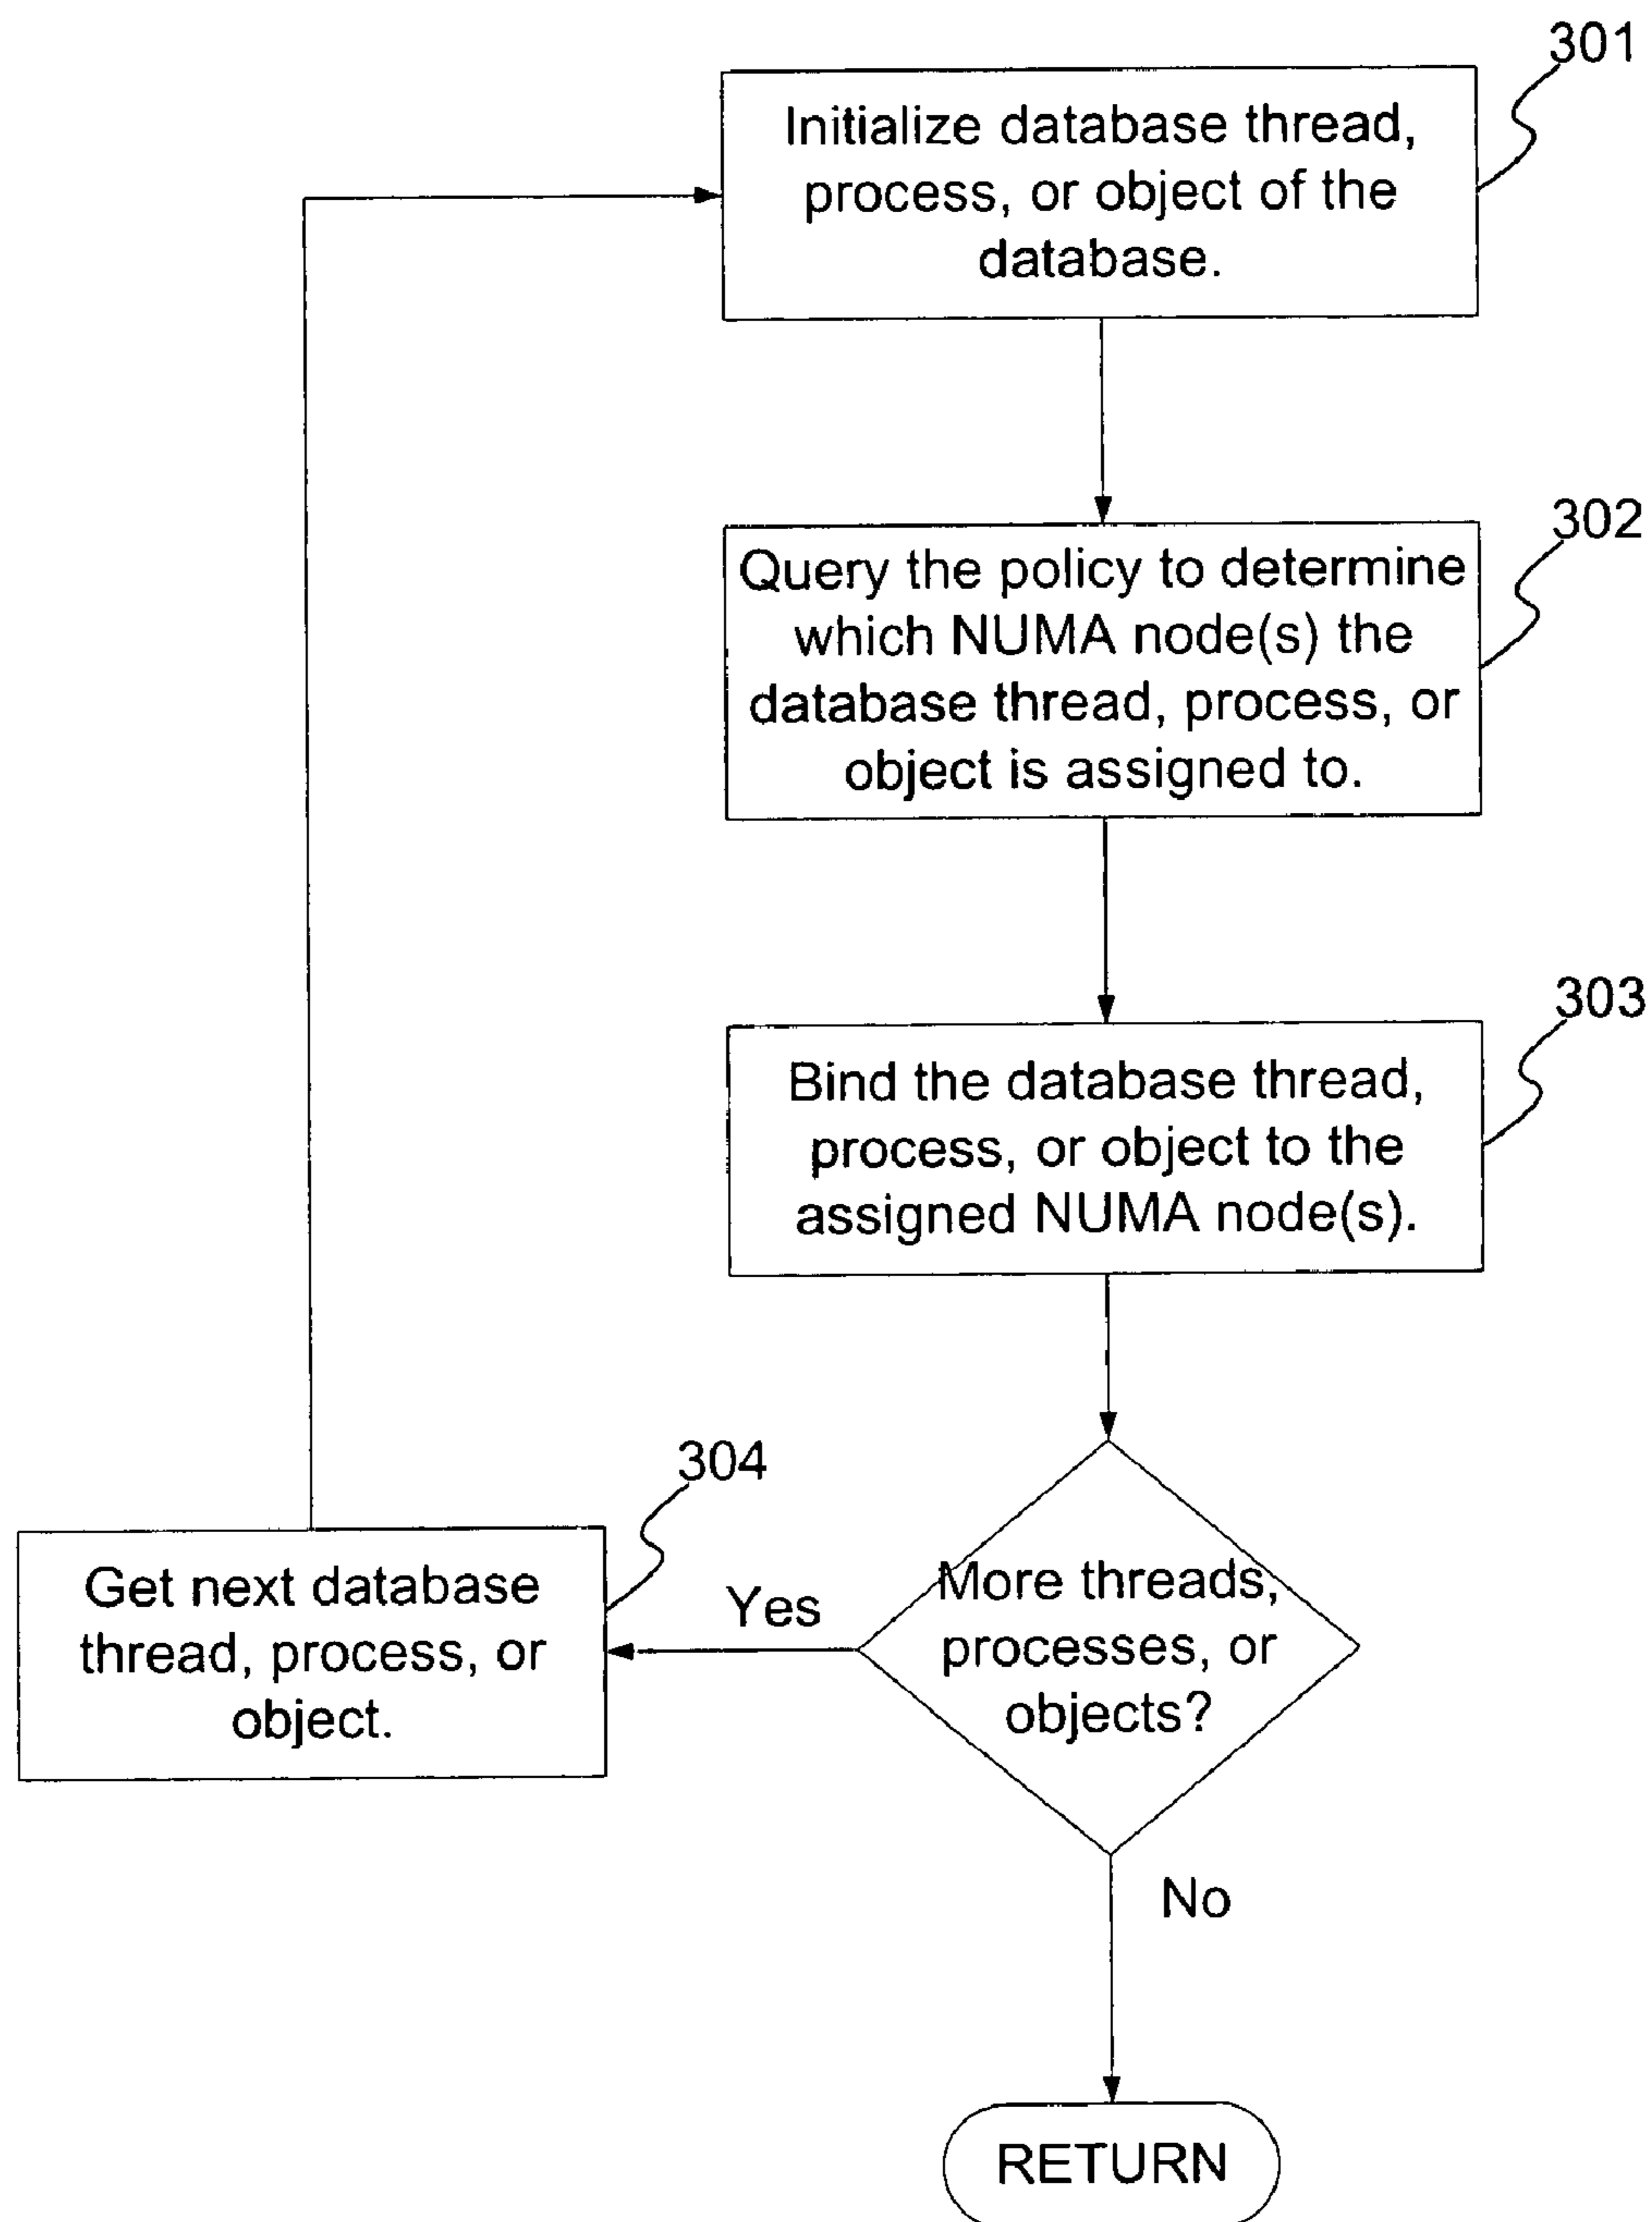 301
Initialize database thread,
process, or object of the
database.
302
Query the policy to determine
which NUMA node(s) the
database thread, process, or
object is assigned to.
303
Bind the database thread,
process, or object to the
assigned NUMA node(s).
304
Get next database
thread, process, or
object.
Yes
More threads,
processes, or
objects?
No
RETURN